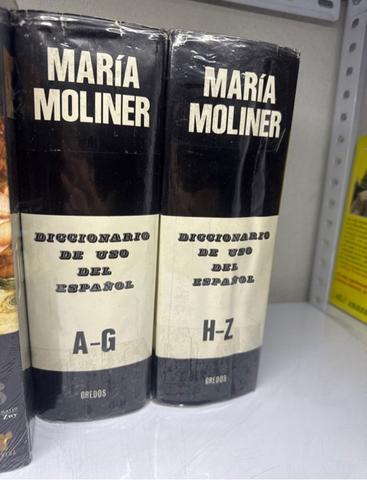 MARÍA
MOLINER
DICCIONARIO
DE USO
DEL
ESPAÑOL
A-G
GREDOS
MARÍA
MOLINER
DICCIONARIO
DE USO
DEL
ESPAÑOL
H-Z
GREDOS